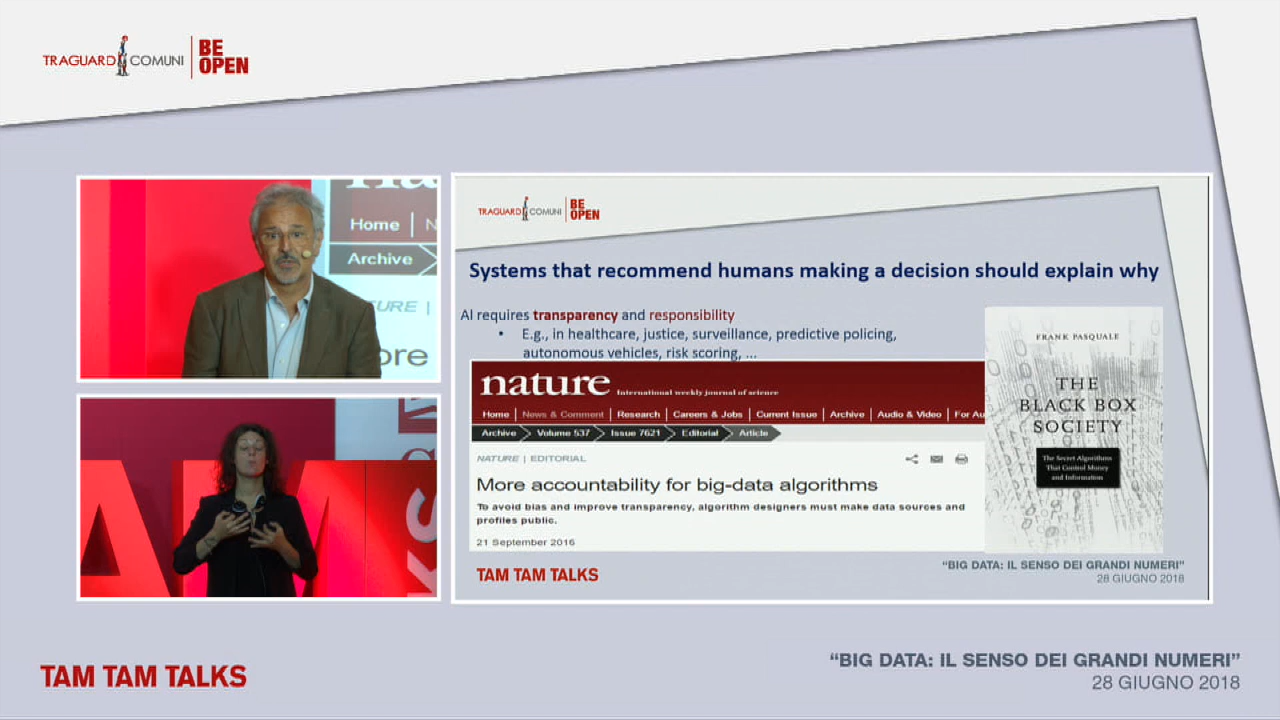 TRAGUARDI COMUNI
BE
OPEN
Home | N
Archive
TRAGUARDI COMUNI
BE
OPEN
Systems that recommend humans making a decision should explain why
AI requires transparency and responsibility
• E.g., in healthcare, justice, surveillance, predictive policing,
autonomous vehicles, risk scoring, ...
nature International weekly journal of science
Home | News & Comment | Research | Careers & Jobs | Current Issue | Archive | Audio & Video | For Au
Archive Volume 537 Issue 7621 Editorial Article
NATURE | EDITORIAL
More accountability for big-data algorithms
To avoid bias and improve transparency, algorithm designers must make data sources and
profiles public.
21 September 2016
FRANK PASQUALE
THE
BLACK BOX
SOCIETY
The Secret Algorithms
That Control Money
and Information
TAM TAM TALKS
“BIG DATA: IL SENSO DEI GRANDI NUMERI”
28 GIUGNO 2018
TAM TAM TALKS
“BIG DATA: IL SENSO DEI GRANDI NUMERI”
28 GIUGNO 2018